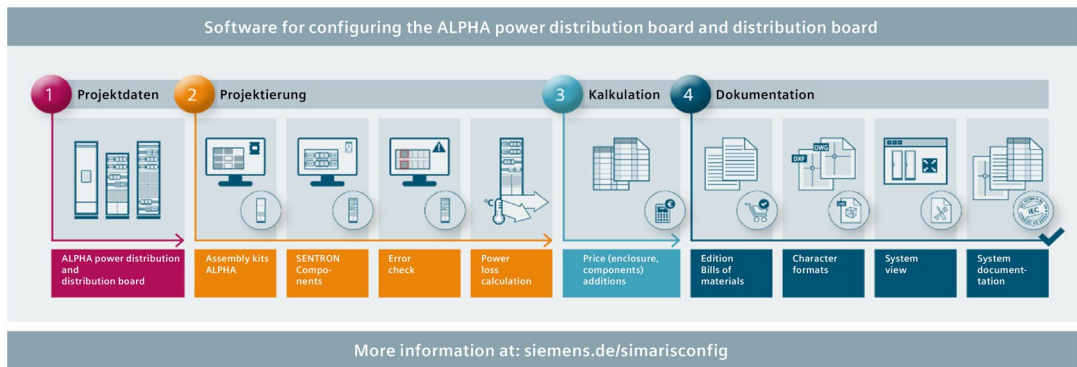 Software for configuring the ALPHA power distribution board and distribution board
1 Projektdaten
2 Projektierung
3 Kalkulation
4 Dokumentation
°C
€
DXF
DWG
IEC
ALPHA power distribution
and
distribution board
Assembly kits
ALPHA
SENTRON
Compo-
nents
Error
check
Power
loss
calculation
Price (enclosure,
components)
additions
Edition
Bills of
materials
Character
formats
System
view
System
document-
tation
More information at: siemens.de/simarisconfig